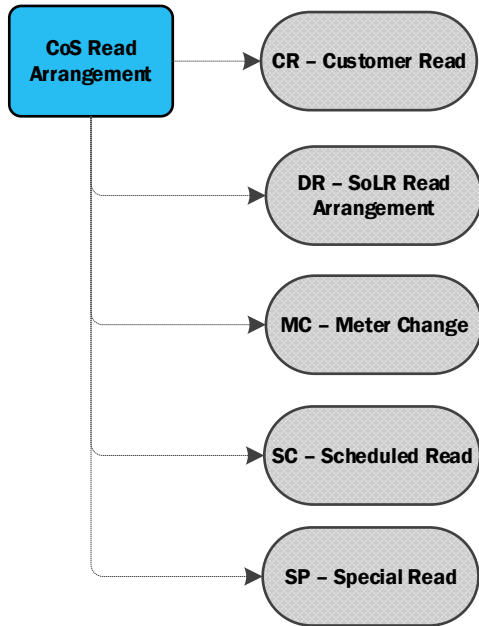 CoS Read
Arrangement
CR – Customer Read
DR – SoLR Read
Arrangement
MC – Meter Change
SC – Scheduled Read
SP – Special Read